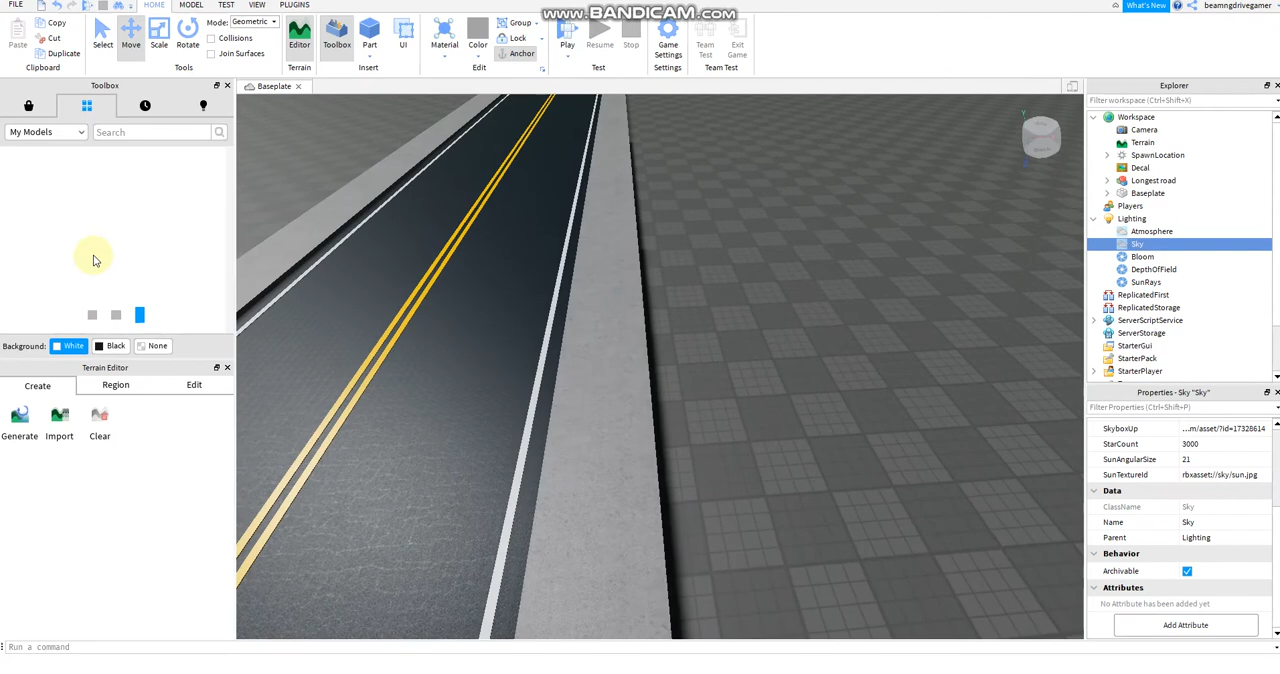 www.BANDICAM.com
FILE
HOME
MODEL
TEST
VIEW
PLUGINS
What's New
beamngdrivegamer
Paste
Copy
Cut
Duplicate
Clipboard
Select
Move
Scale
Rotate
Mode:
Geometric
Collisions
Join Surfaces
Tools
Editor
Terrain
Toolbox
Part
UI
Insert
Material
Color
Group
Lock
Anchor
Edit
Play
Resume
Stop
Test
Game
Settings
Settings
Team
Test
Exit
Game
Team Test
Toolbox
My Models
Search
Background:
White
Black
None
Terrain Editor
Create
Region
Edit
Generate
Import
Clear
Baseplate
Explorer
Filter workspace (Ctrl+Shift+X)
Workspace
Camera
Terrain
SpawnLocation
Decal
Longest road
Baseplate
Players
Lighting
Atmosphere
Sky
Bloom
DepthOfField
SunRays
ReplicatedFirst
ReplicatedStorage
ServerScriptService
ServerStorage
StarterGui
StarterPack
StarterPlayer
Properties - Sky "Sky"
Filter Properties (Ctrl+Shift+P)
SkyboxUp ...m/asset/?id=17328614
StarCount 3000
SunAngularSize 21
SunTextureId rbxasset://sky/sun.jpg
Data
ClassName Sky
Name Sky
Parent Lighting
Behavior
Archivable
Attributes
No Attribute has been added yet
Add Attribute
Run a command